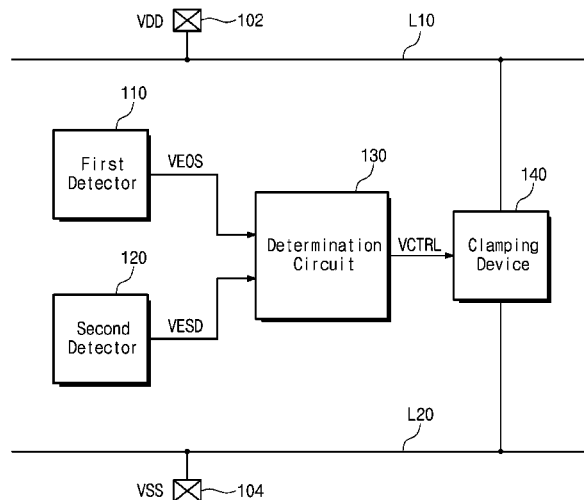 VDD 102
L10
110
First
Detector
VEOS
130
Determination
Circuit
VCTRL
140
Clamping
Device
120
Second
Detector
VESD
L20
VSS 104